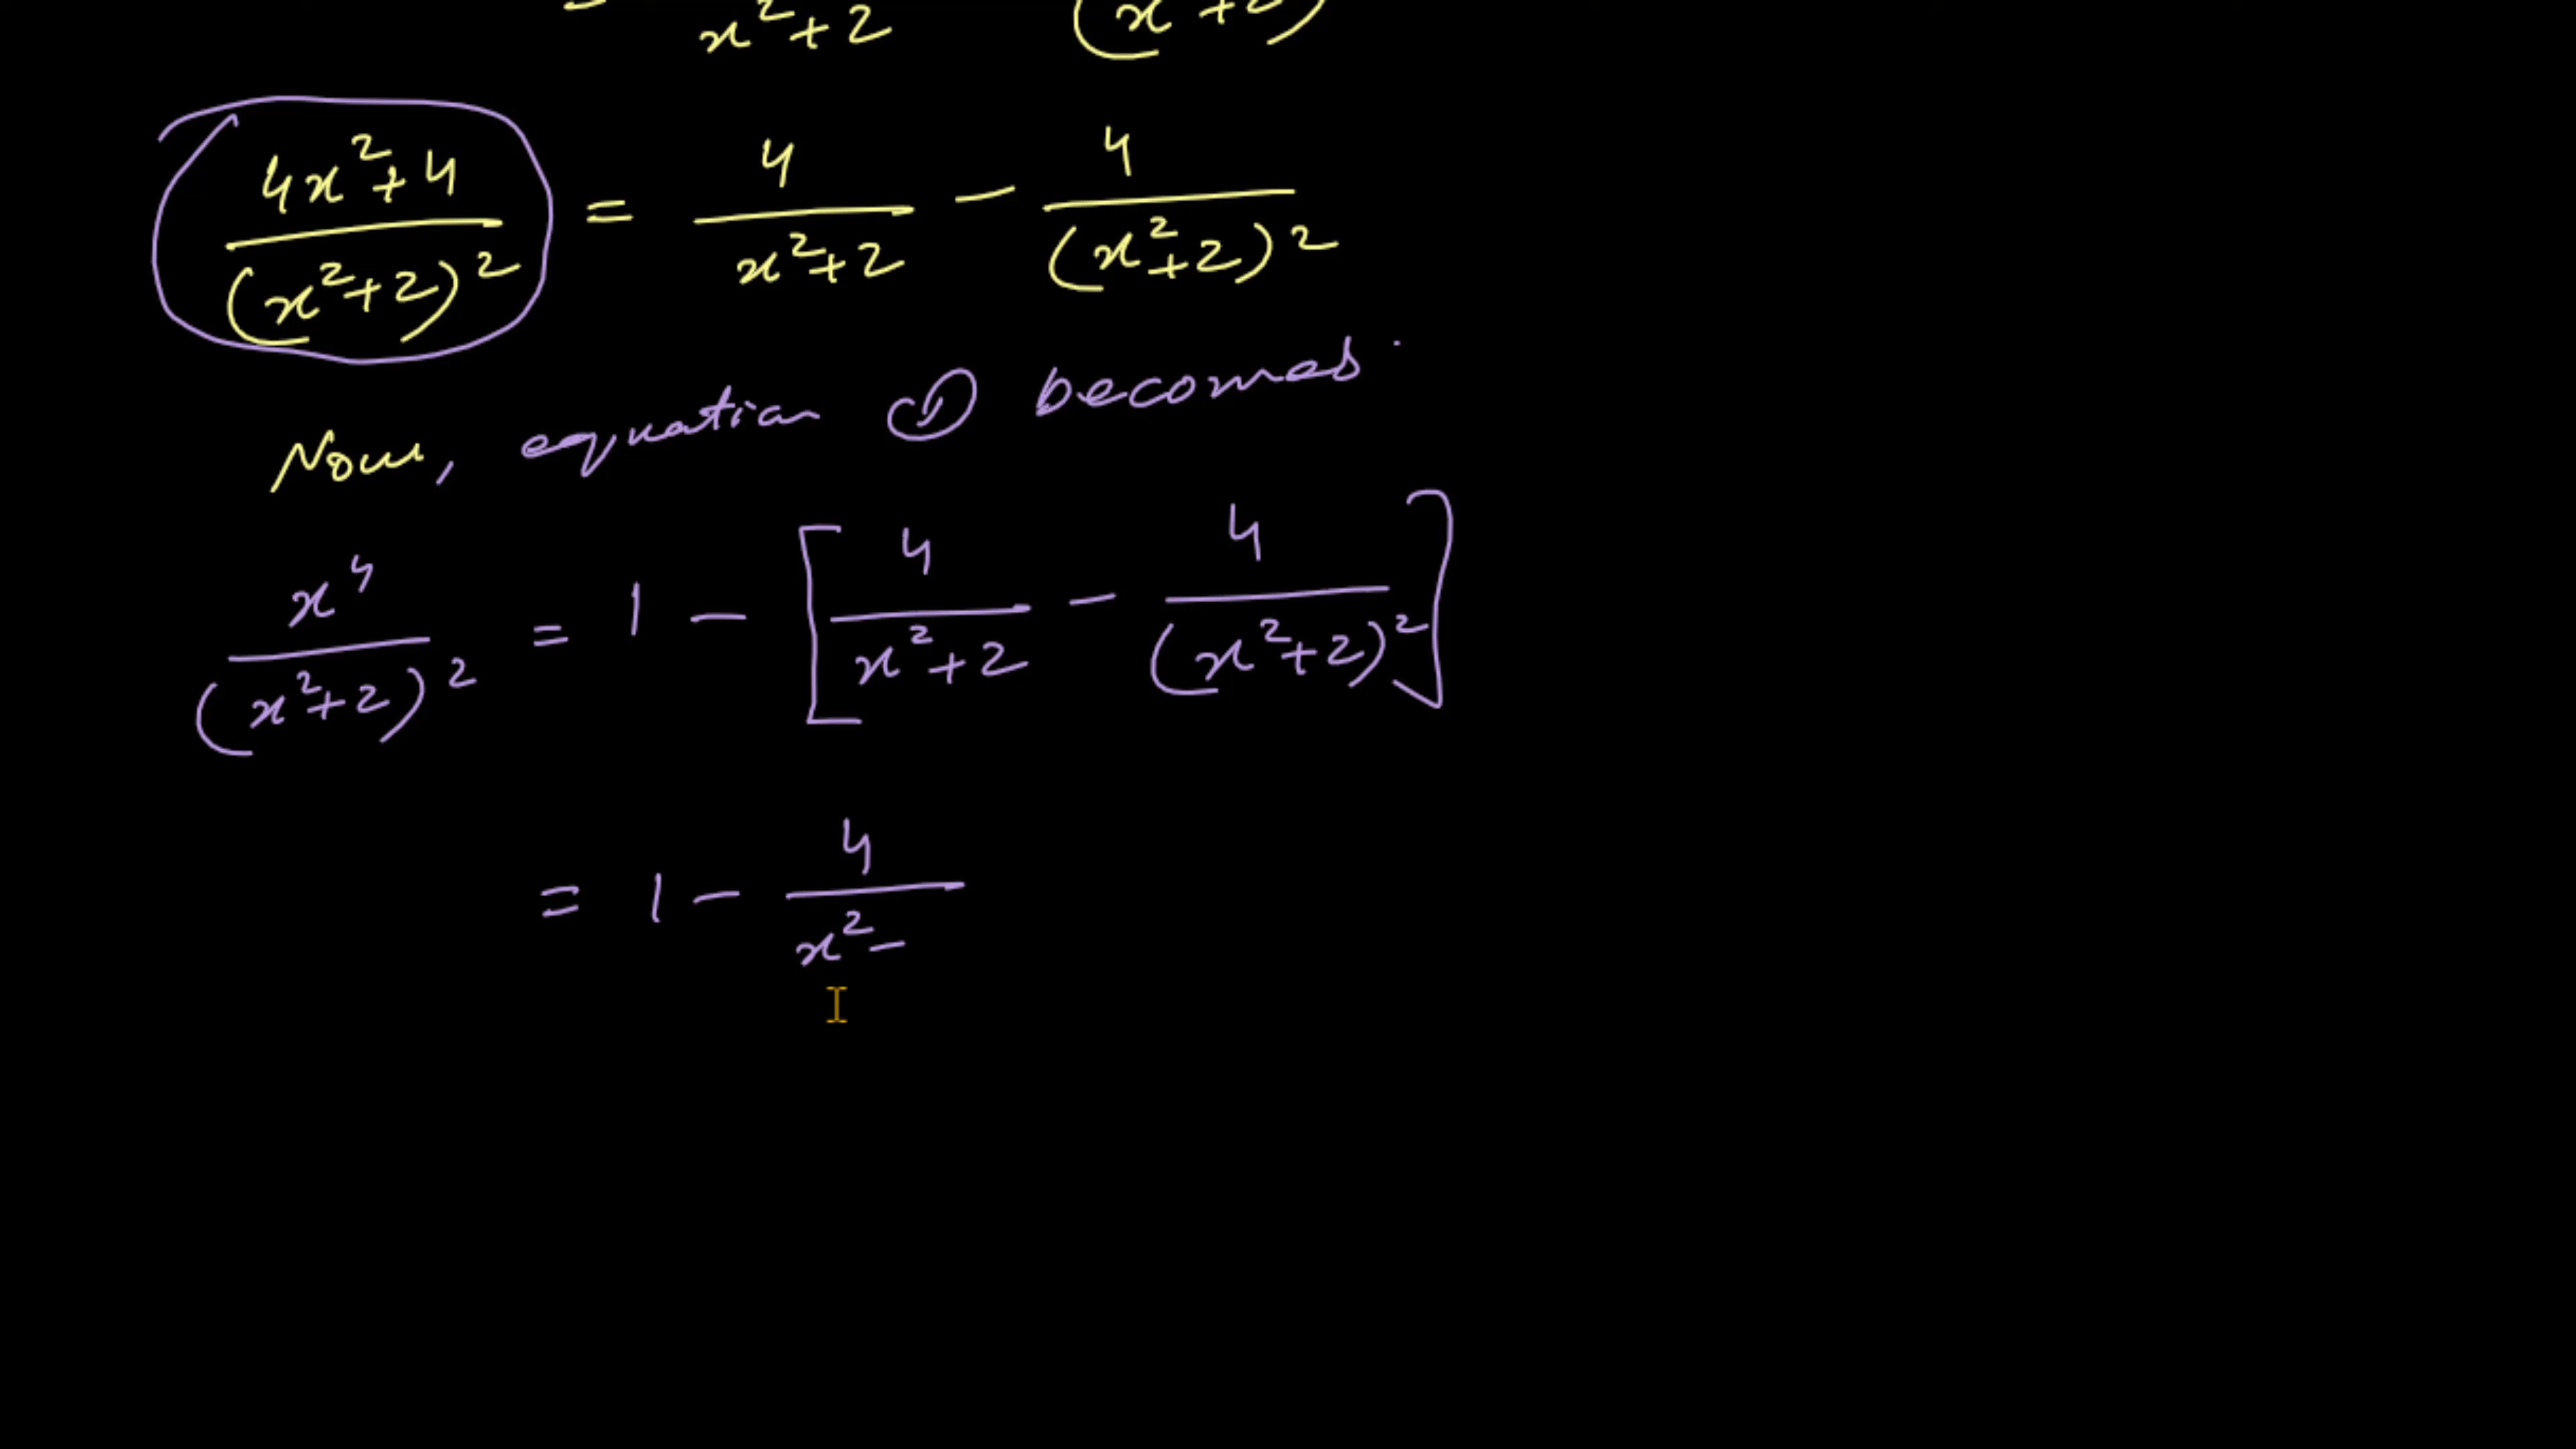 = x²+2 (x²+2)
(4x²+4)/(x²+2)² = 4/(x²+2) - 4/(x²+2)²
Now, equation ① becomes
x⁴/(x²+2)² = 1 - [4/(x²+2) - 4/(x²+2)²]
= 1 - 4/(x² -